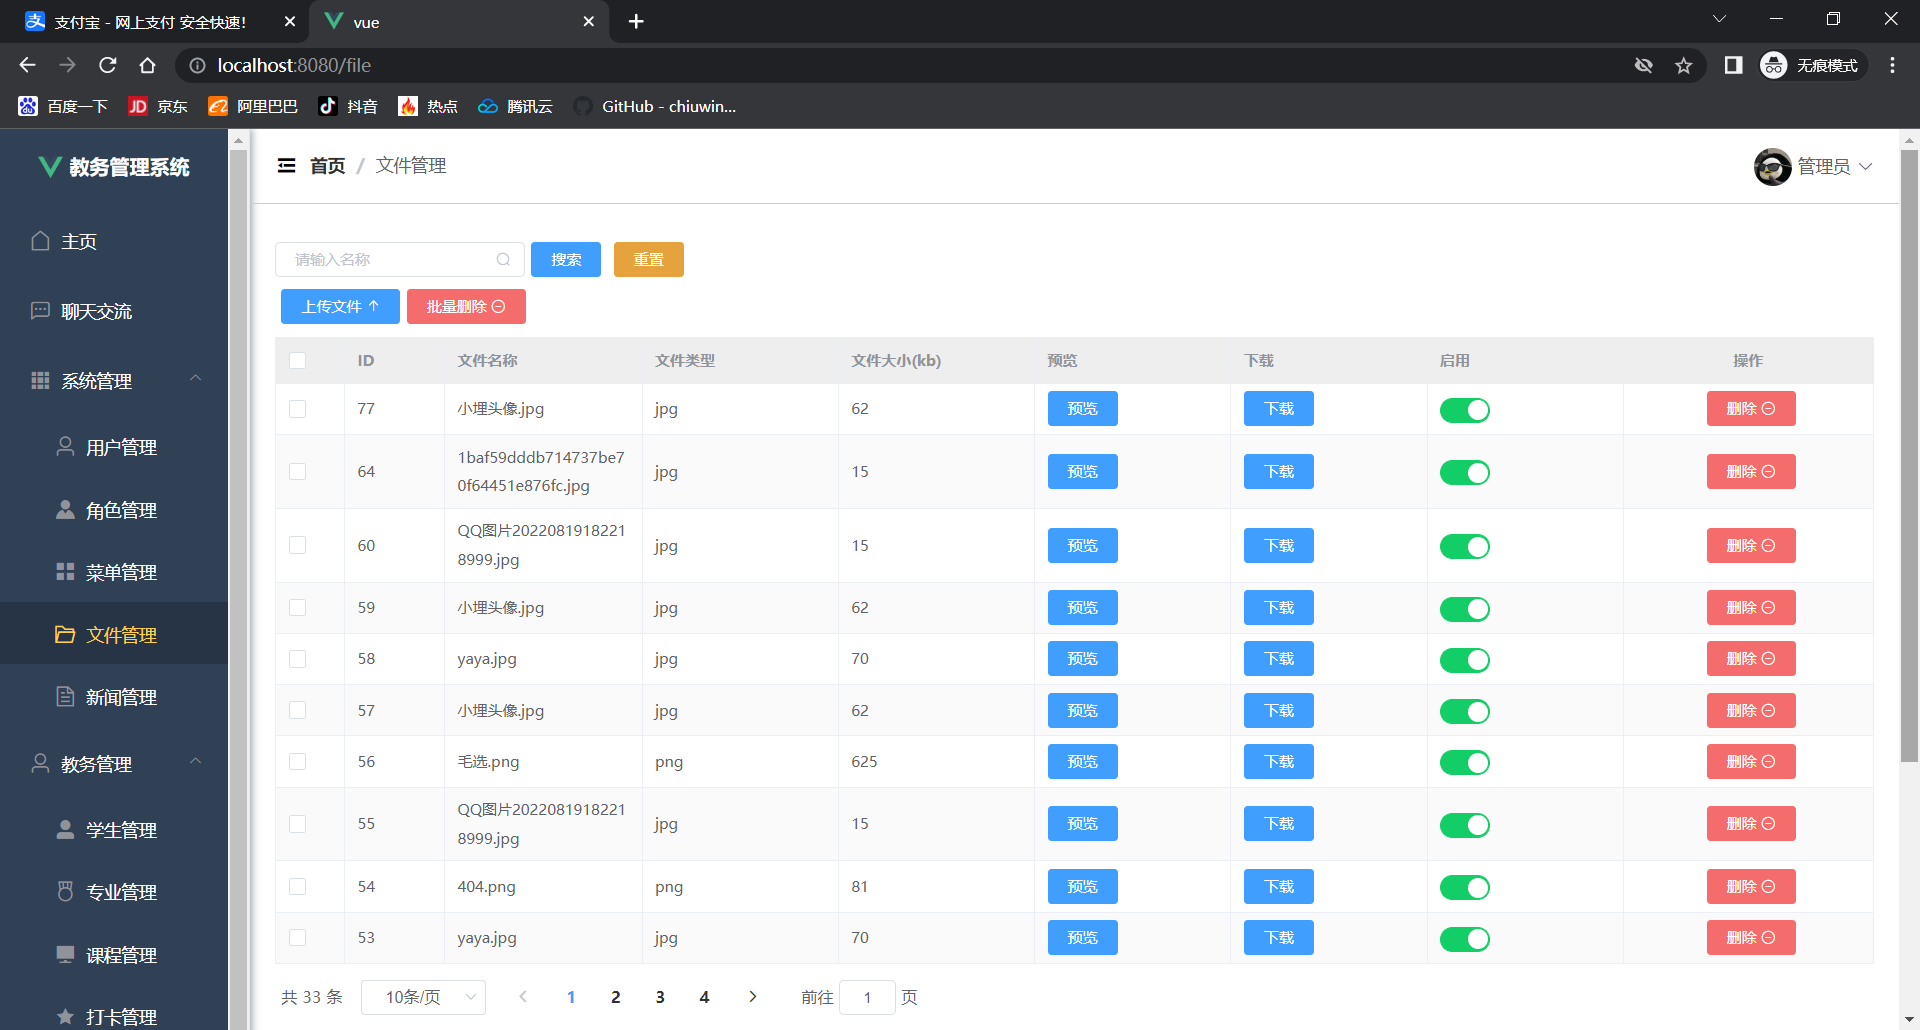 支付宝 - 网上支付 安全快速!
vue
localhost:8080/file
无痕模式
百度一下
JD 京东
阿里巴巴
抖音
热点
腾讯云
GitHub - chiuwin...
教务管理系统
首页 / 文件管理
管理员
主页
聊天交流
系统管理
用户管理
角色管理
菜单管理
文件管理
新闻管理
教务管理
学生管理
专业管理
课程管理
打卡管理
请输入名称 搜索 重置
上传文件 批量删除
ID 文件名称 文件类型 文件大小(kb) 预览 下载 启用 操作
77 小埋头像.jpg jpg 62 预览 下载 删除
64 1baf59dddb714737be7
0f64451e876fc.jpg jpg 15 预览 下载 删除
60 QQ图片2022081918221
8999.jpg jpg 15 预览 下载 删除
59 小埋头像.jpg jpg 62 预览 下载 删除
58 yaya.jpg jpg 70 预览 下载 删除
57 小埋头像.jpg jpg 62 预览 下载 删除
56 毛选.png png 625 预览 下载 删除
55 QQ图片2022081918221
8999.jpg jpg 15 预览 下载 删除
54 404.png png 81 预览 下载 删除
53 yaya.jpg jpg 70 预览 下载 删除
共 33 条 10条/页 1 2 3 4 前往 1 页